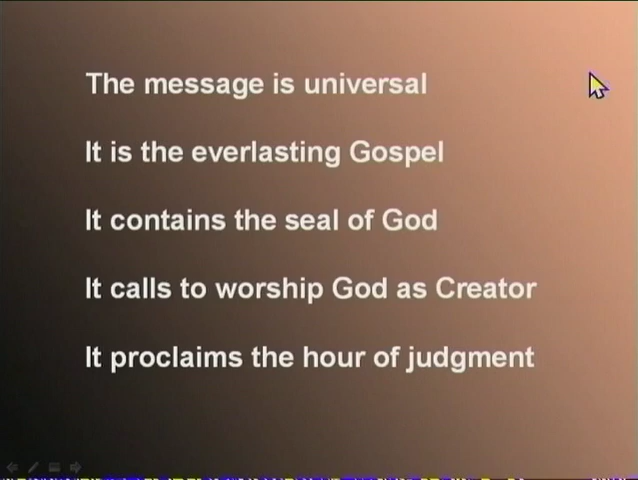 The message is universal
It is the everlasting Gospel
It contains the seal of God
It calls to worship God as Creator
It proclaims the hour of judgment